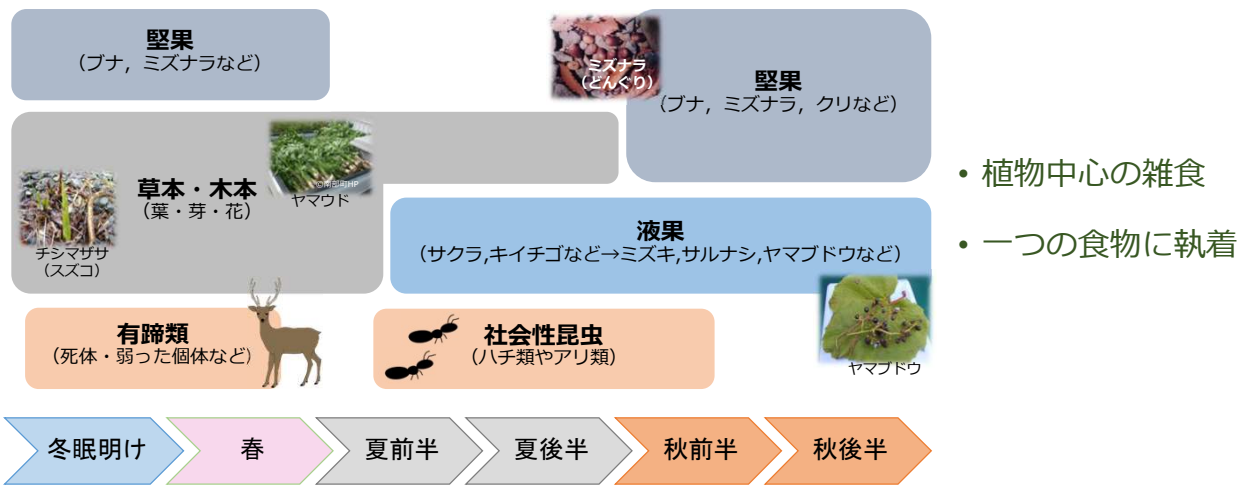 堅果
（ブナ，ミズナラなど）
ミズナラ
（どんぐり）
堅果
（ブナ，ミズナラ，クリなど）
草本・木本
（葉・芽・花）
©南部町HP
ヤマウド
チシマザサ
（スズコ）
液果
（サクラ,キイチゴなど→ミズキ,サルナシ,ヤマブドウなど）
有蹄類
（死体・弱った個体など）
社会性昆虫
（ハチ類やアリ類）
ヤマブドウ
冬眠明け
春
夏前半
夏後半
秋前半
秋後半
• 植物中心の雑食
• 一つの食物に執着